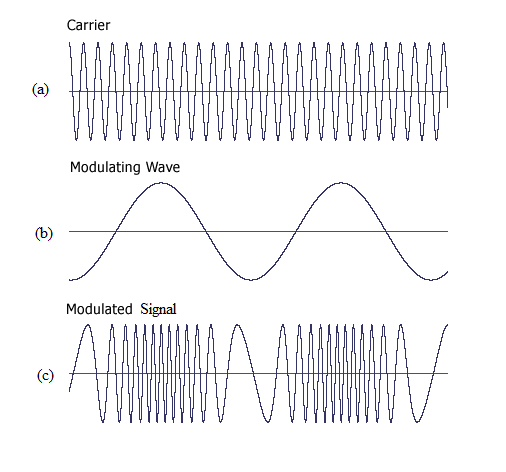 Carrier
(a)
Modulating Wave
(b)
Modulated Signal
(c)